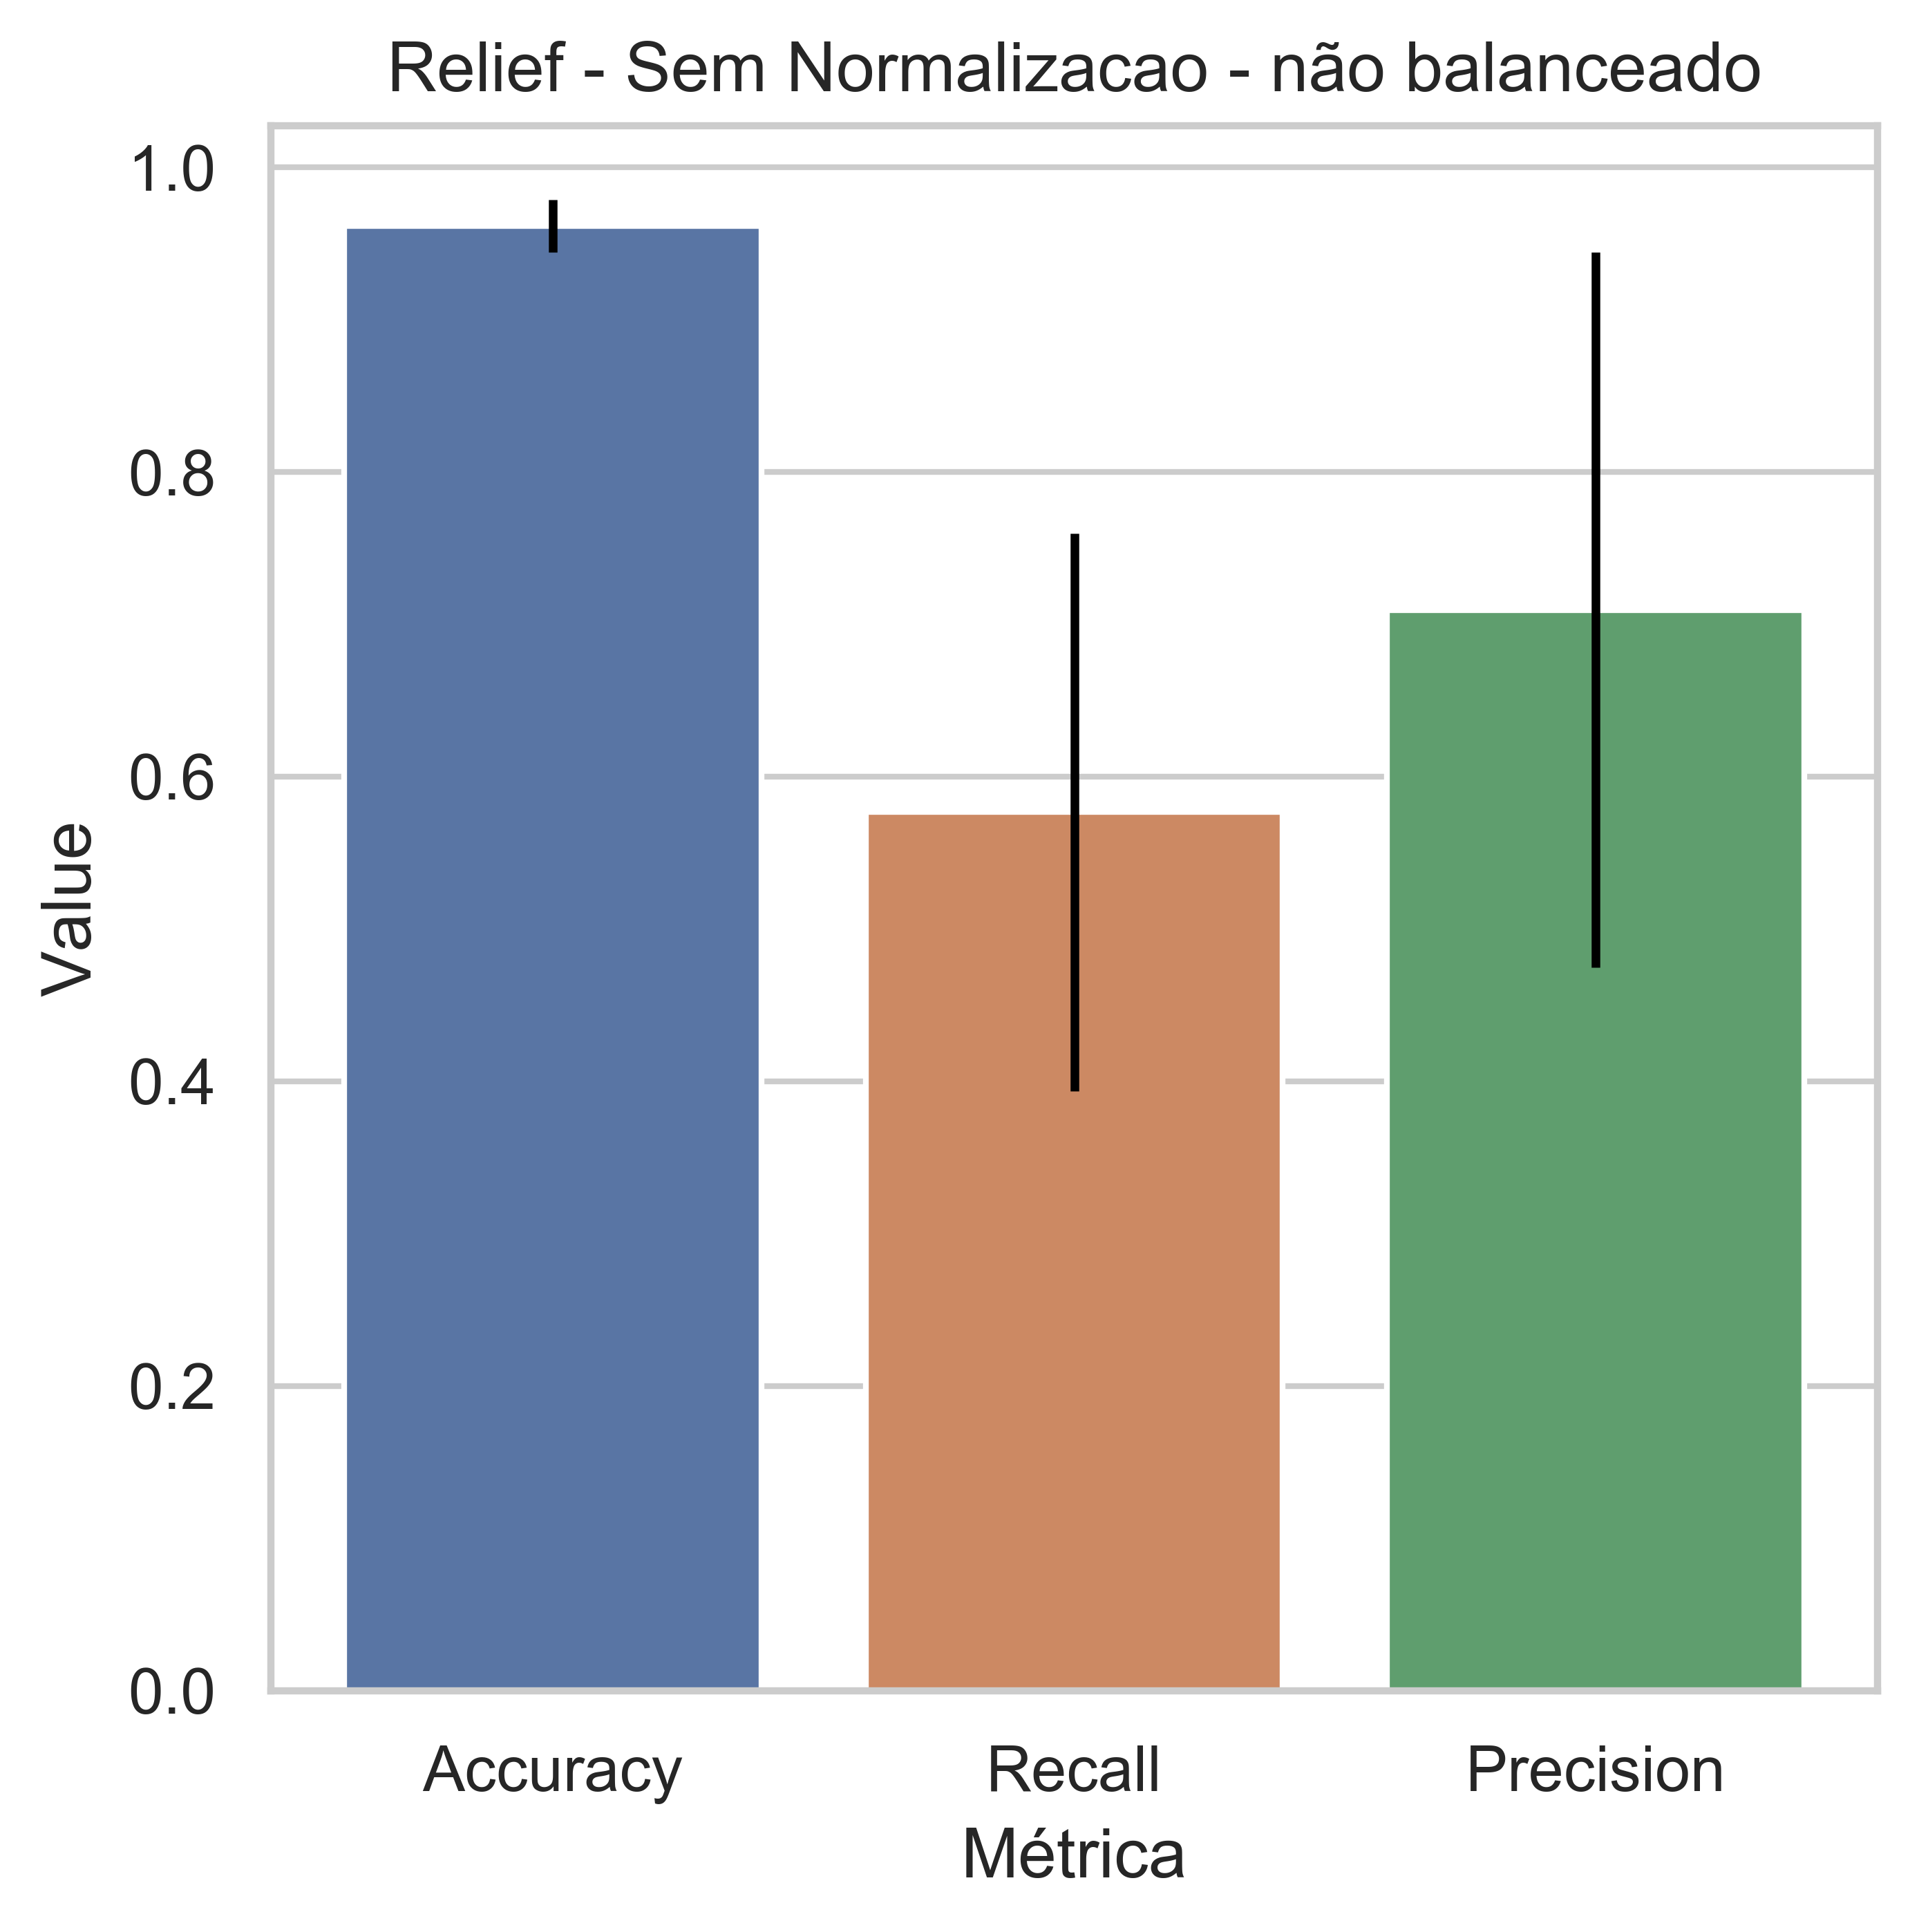 Relief - Sem Normalizacao - não balanceado
1.0
0.8
0.6
0.4
0.2
0.0
Value
Accuracy Recall Precision
Métrica